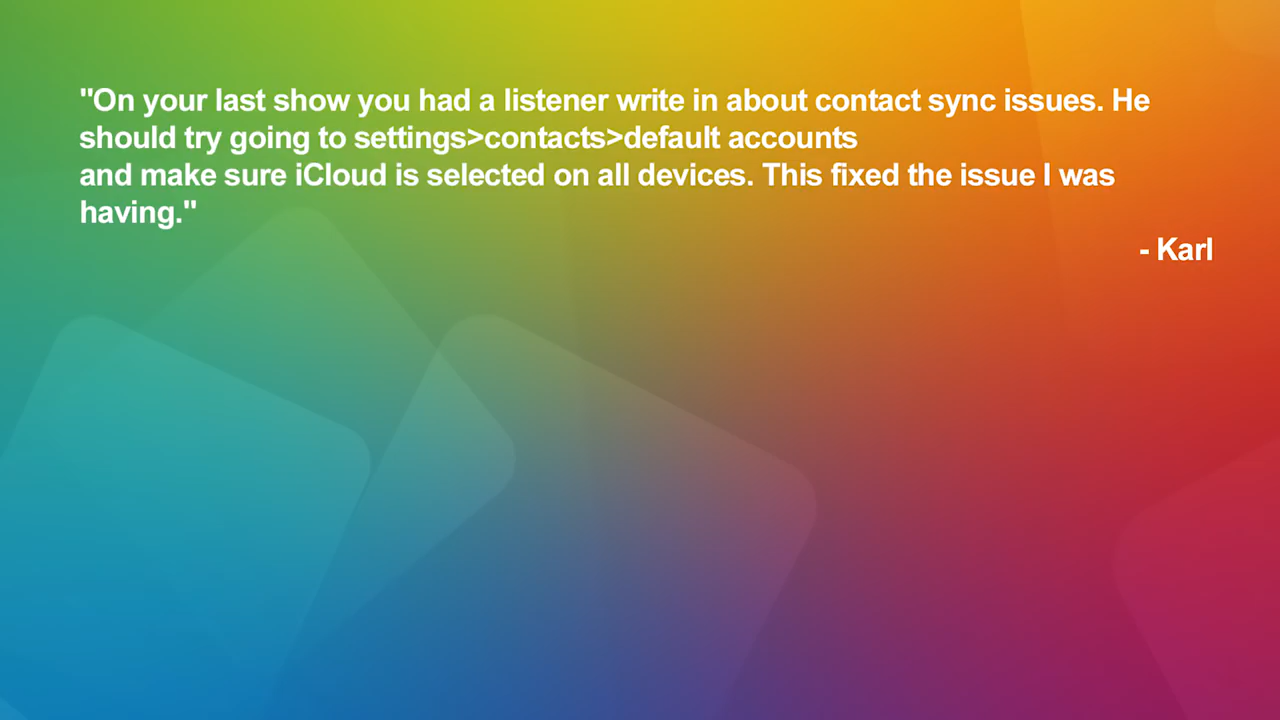 "On your last show you had a listener write in about contact sync issues. He
should try going to settings>contacts>default accounts
and make sure iCloud is selected on all devices. This fixed the issue I was
having."
- Karl